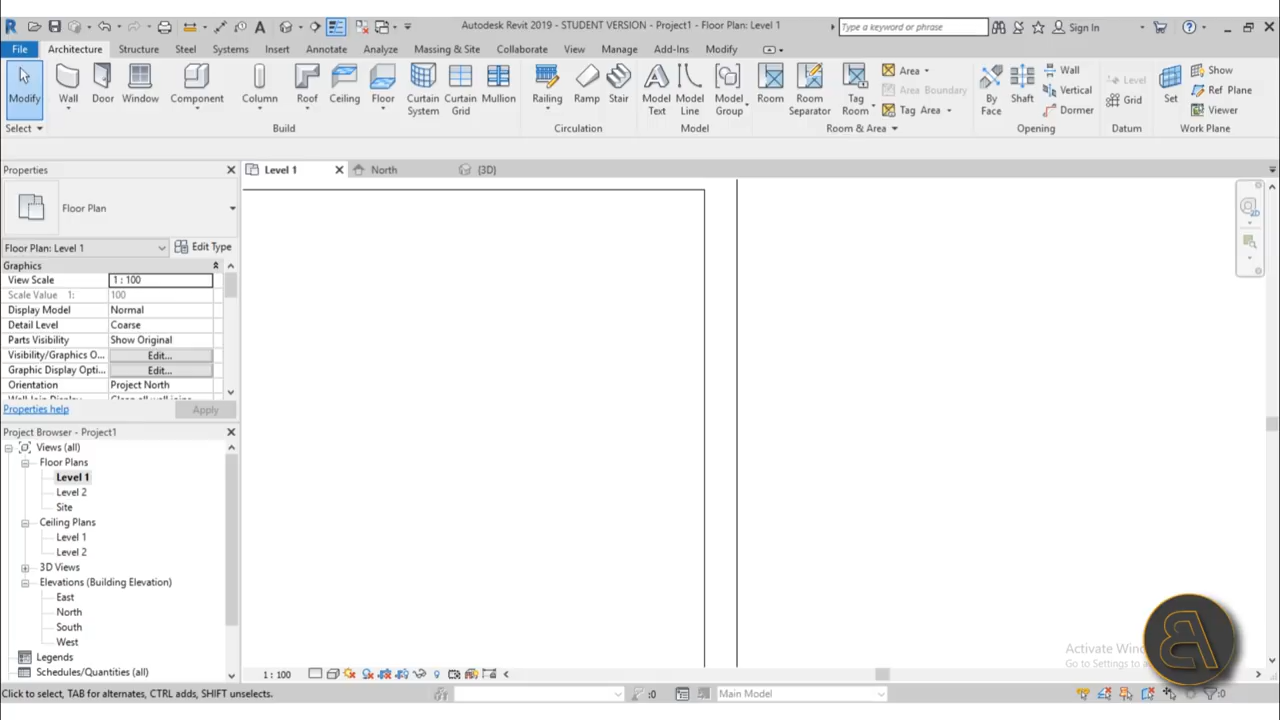 Autodesk Revit 2019 - STUDENT VERSION - Project1 - Floor Plan: Level 1
Type a keyword or phrase
Sign In
File Architecture Structure Steel Systems Insert Annotate Analyze Massing & Site Collaborate View Manage Add-Ins Modify
Modify
Wall
Door
Window
Component
Column
Roof
Ceiling
Floor
Curtain
System
Curtain
Grid
Mullion
Railing
Ramp
Stair
Model
Text
Model
Line
Model
Group
Room
Room
Separator
Tag
Room
Area
Area Boundary
Tag Area
By
Face
Shaft
Wall
Vertical
Dormer
Level
Grid
Set
Show
Ref Plane
Viewer
Select Build Circulation Model Room & Area Opening Datum Work Plane
Properties
Level 1 North {3D}
Floor Plan
Floor Plan: Level 1 Edit Type
Graphics
View Scale 1 : 100
Scale Value 1: 100
Display Model Normal
Detail Level Coarse
Parts Visibility Show Original
Visibility/Graphics O... Edit...
Graphic Display Opti... Edit...
Orientation Project North
Properties help Apply
Project Browser - Project1
Views (all)
Floor Plans
Level 1
Level 2
Site
Ceiling Plans
Level 1
Level 2
3D Views
Elevations (Building Elevation)
East
North
South
West
Legends
Schedules/Quantities (all)
Activate Win
Go to Settings to a
1 : 100
Click to select, TAB for alternates, CTRL adds, SHIFT unselects.
:0
Main Model
:0